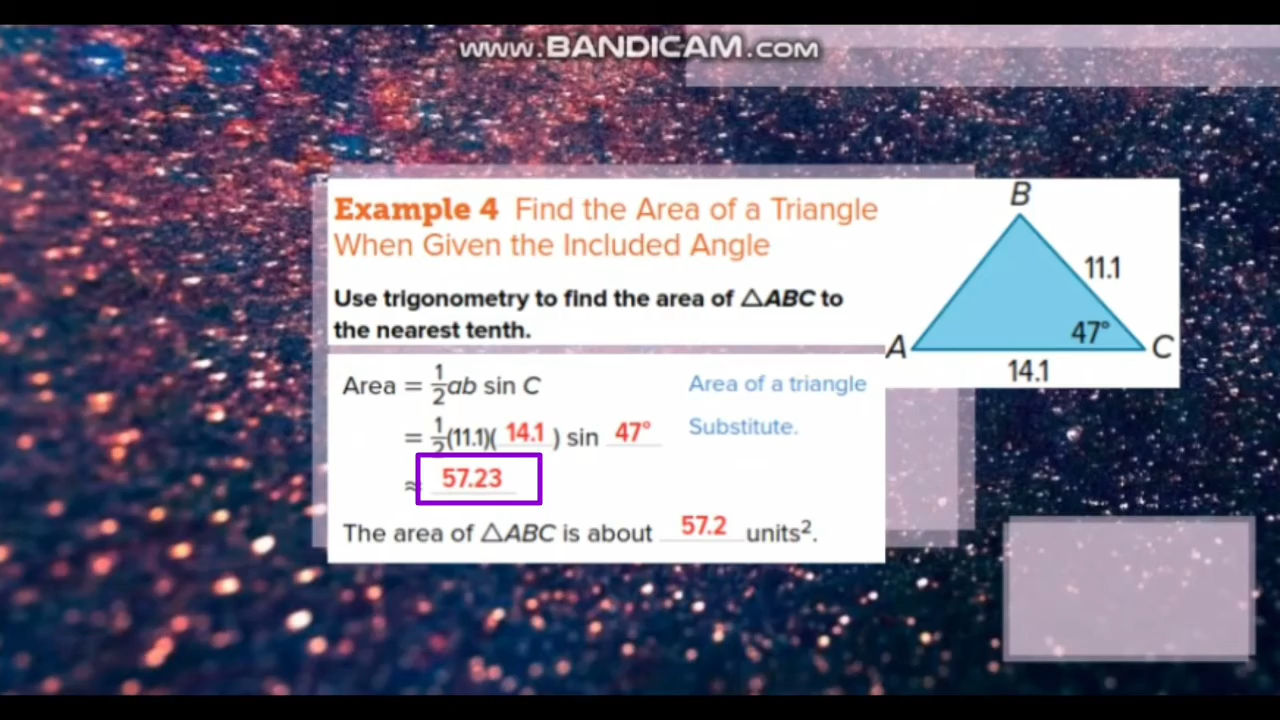 www.BANDICAM.com
Example 4 Find the Area of a Triangle
When Given the Included Angle
Use trigonometry to find the area of △ABC to
the nearest tenth.
B
11.1
47°
A
C
14.1
Area = 1/2 ab sin C
Area of a triangle
= 1/2 (11.1)( 14.1 ) sin 47°
Substitute.
≈ 57.23
The area of △ABC is about 57.2 units².